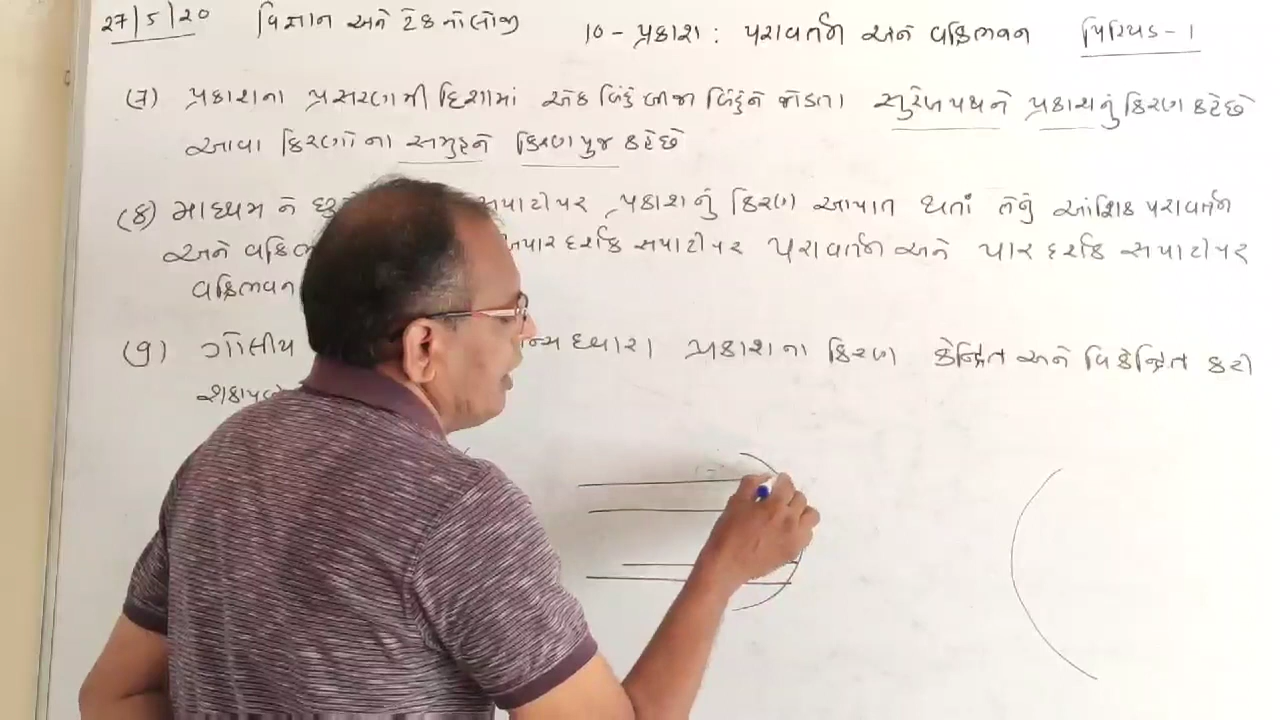 27/5/20 વિજ્ઞાન અને ટેકનોલોજી 10 - પ્રકાશ : પરાવર્તન અને વક્રિભવન પિરિયડ - 1
(7) પ્રકાશના પ્રસરણની દિશામાં એક બિંદુ બીજા બિંદુને જોડતા સુરેખપથને પ્રકાશનું કિરણ કહેછે
આવા કિરણોના સમુહને કિરણપુંજ કહેછે
(8) માધ્યમ ને સપાટીપર પ્રકાશનું કિરણ આપાત થતાં તેનું આંશિક પરાવર્તન
અને સપાટીપર પરાવર્તન અને પારદર્શક સપાટીપર
વક્રિભવન
(9) ગોલીય દ્વારા પ્રકાશના કિરણ કેન્દ્રિત અને વિકેન્દ્રિત કરી